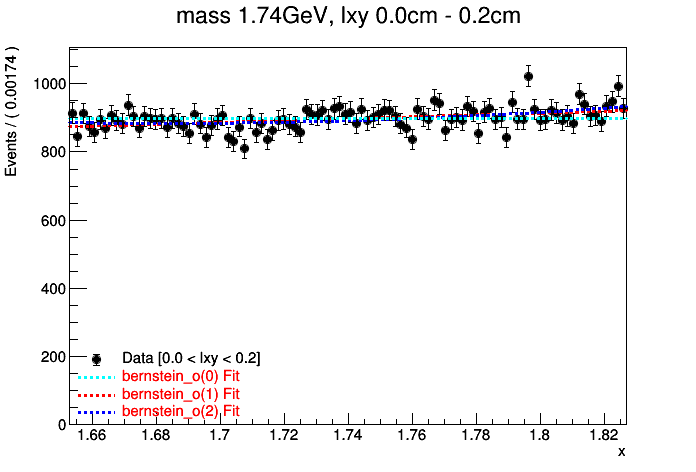 mass 1.74GeV, lxy 0.0cm - 0.2cm
Events / ( 0.00174 )
1000
800
600
400
200
0
Data [0.0 < lxy < 0.2]
bernstein_o(0) Fit
bernstein_o(1) Fit
bernstein_o(2) Fit
1.66 1.68 1.7 1.72 1.74 1.76 1.78 1.8 1.82
x